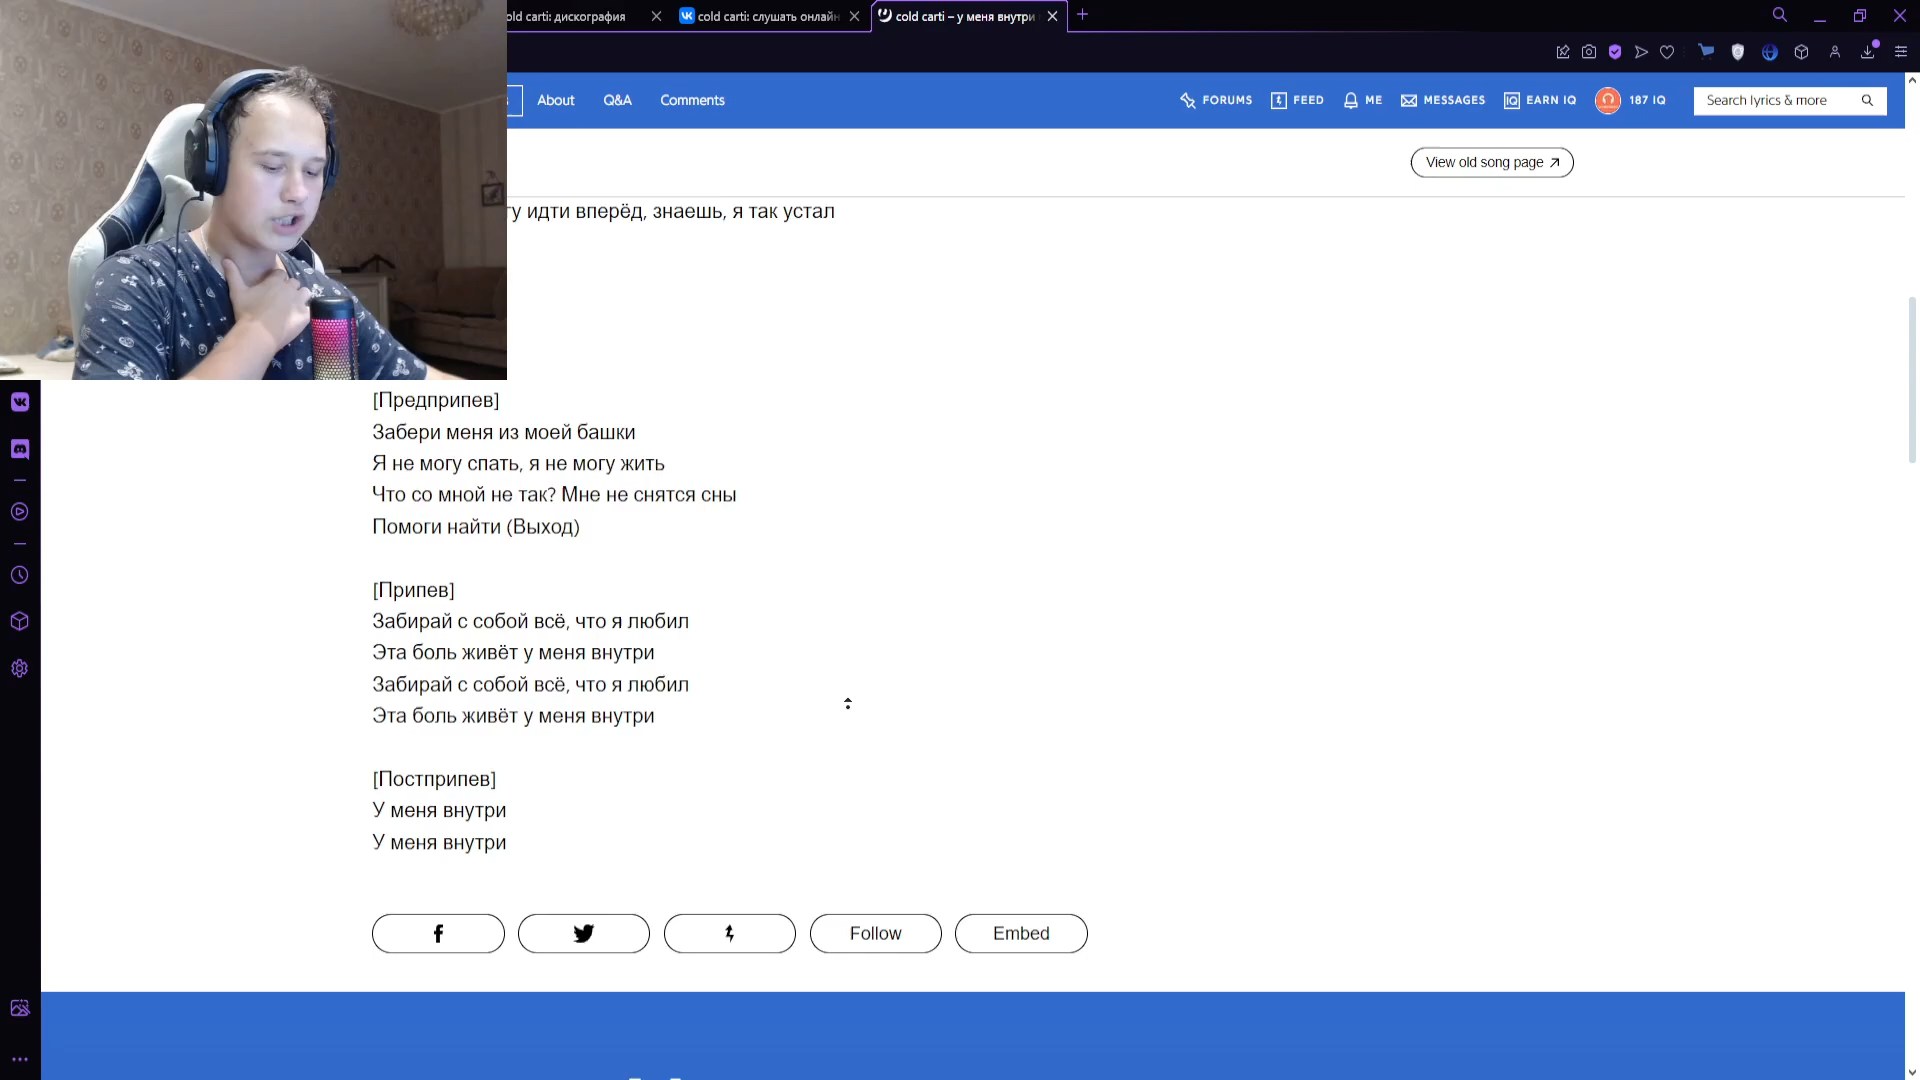 old carti: дискография
cold carti: слушать онлайн
cold carti – у меня внутри
About
Q&A
Comments
FORUMS
FEED
ME
MESSAGES
EARN IQ
187 IQ
Search lyrics & more
View old song page
гу идти вперёд, знаешь, я так устал
[Предприпев]
Забери меня из моей башки
Я не могу спать, я не могу жить
Что со мной не так? Мне не снятся сны
Помоги найти (Выход)
[Припев]
Забирай с собой всё, что я любил
Эта боль живёт у меня внутри
Забирай с собой всё, что я любил
Эта боль живёт у меня внутри
[Постприпев]
У меня внутри
У меня внутри
Follow
Embed